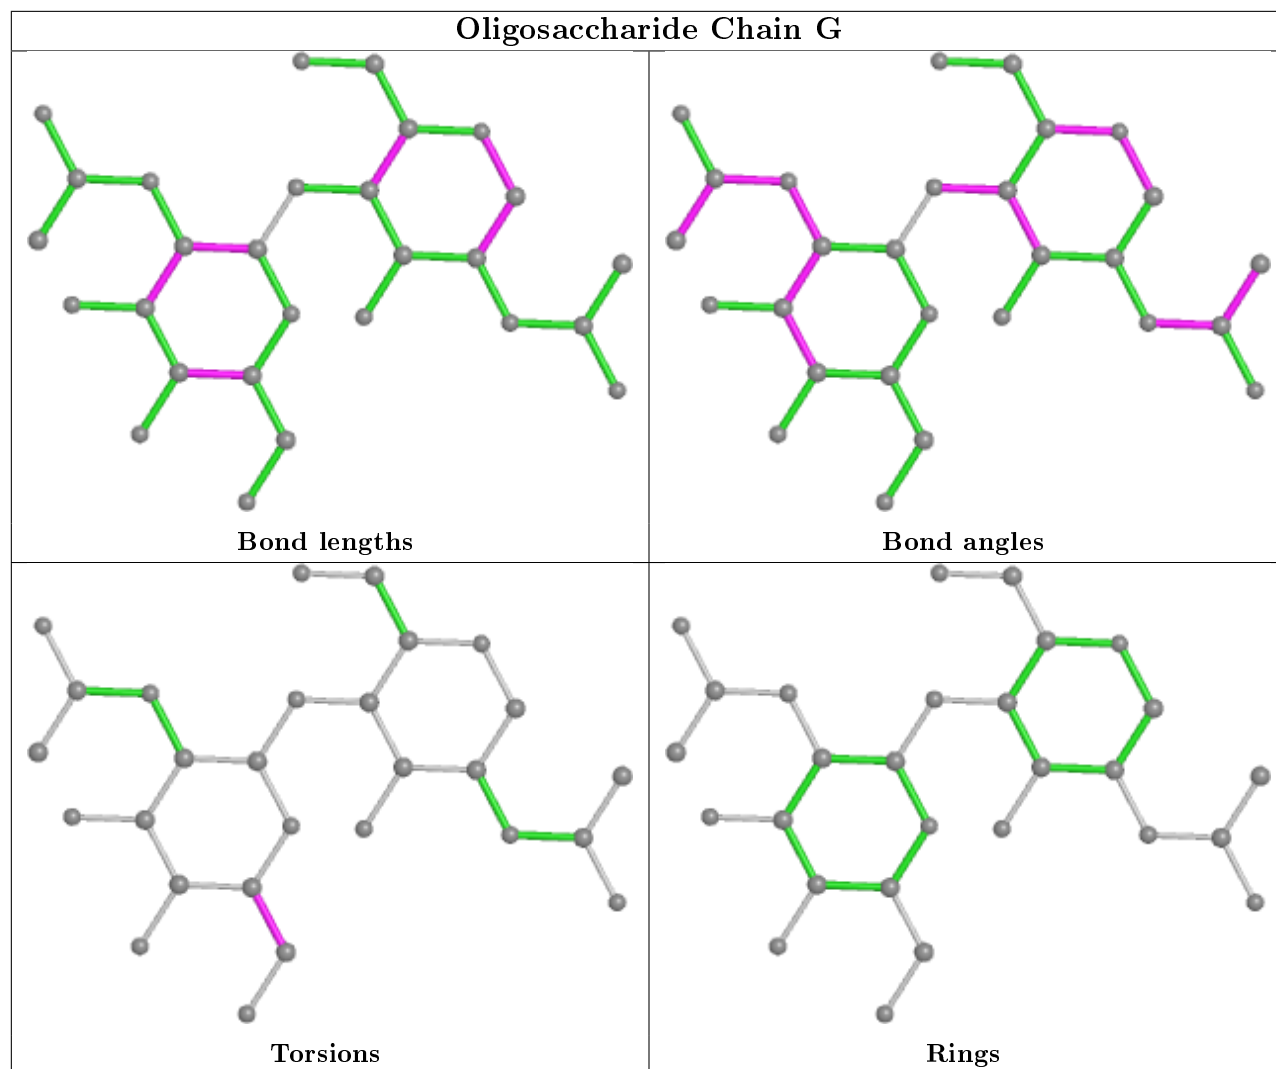 Oligosaccharide Chain G
Bond lengths
Bond angles
Torsions
Rings